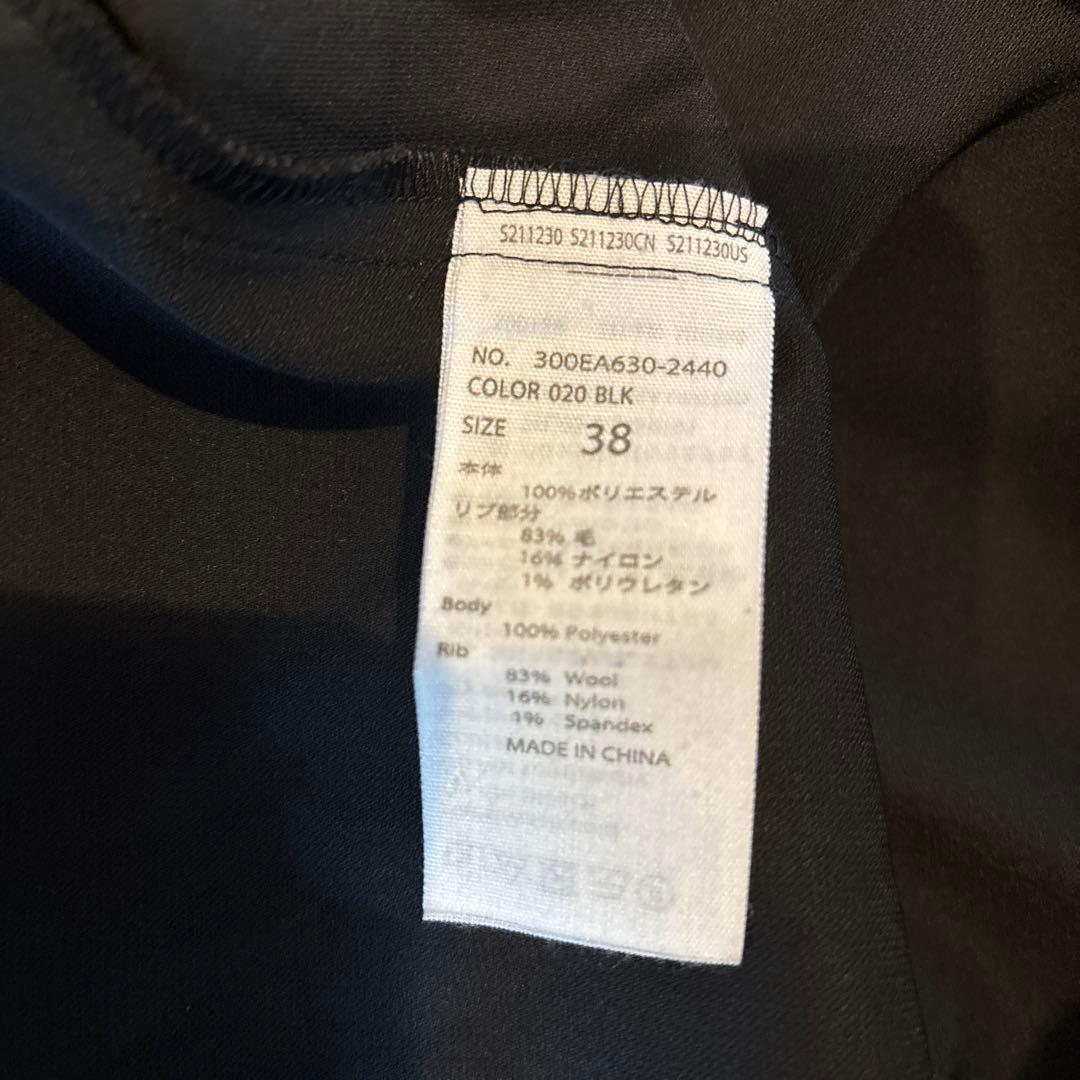 S211230 S211230CN S211230US
NO. 300EA630-2440
COLOR 020 BLK
SIZE 38
本体
100%ポリエステル
リブ部分
83% 毛
16% ナイロン
1% ポリウレタン
Body
100% Polyester
Rib
83% Wool
16% Nylon
1% Spandex
MADE IN CHINA